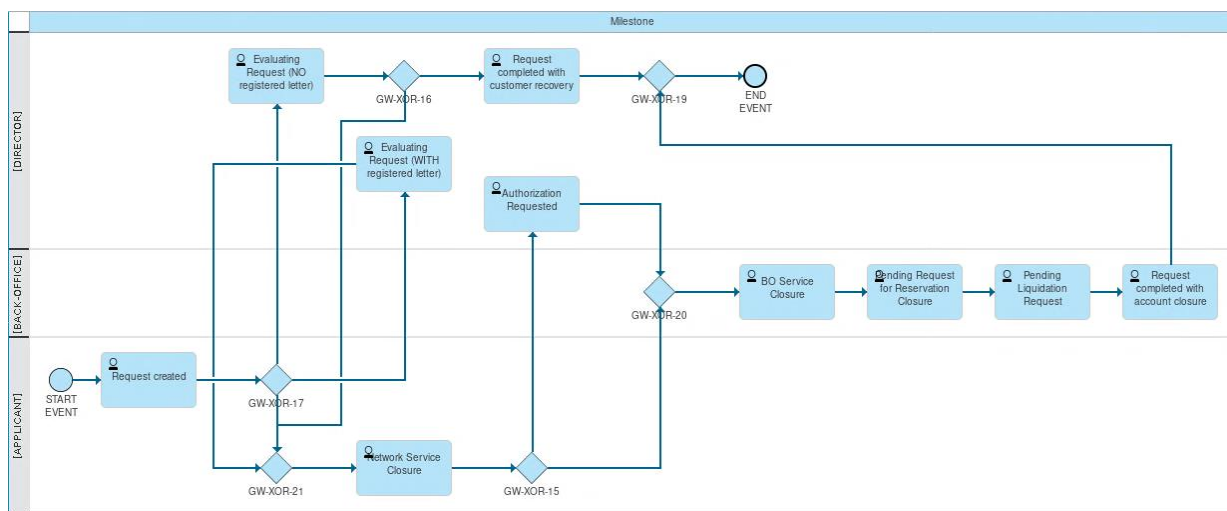 Milestone
[DIRECTOR]
Evaluating
Request (NO
registered letter)
GW-XOR-16
Request
completed with
customer recovery
GW-XOR-19
END
EVENT
Evaluating
Request (WITH
registered letter)
Authorization
Requested
[BACK-OFFICE]
GW-XOR-20
BO Service
Closure
Pending Request
for Reservation
Closure
Pending
Liquidation
Request
Request
completed with
account closure
[APPLICANT]
START
EVENT
Request created
GW-XOR-17
GW-XOR-21
Network Service
Closure
GW-XOR-15